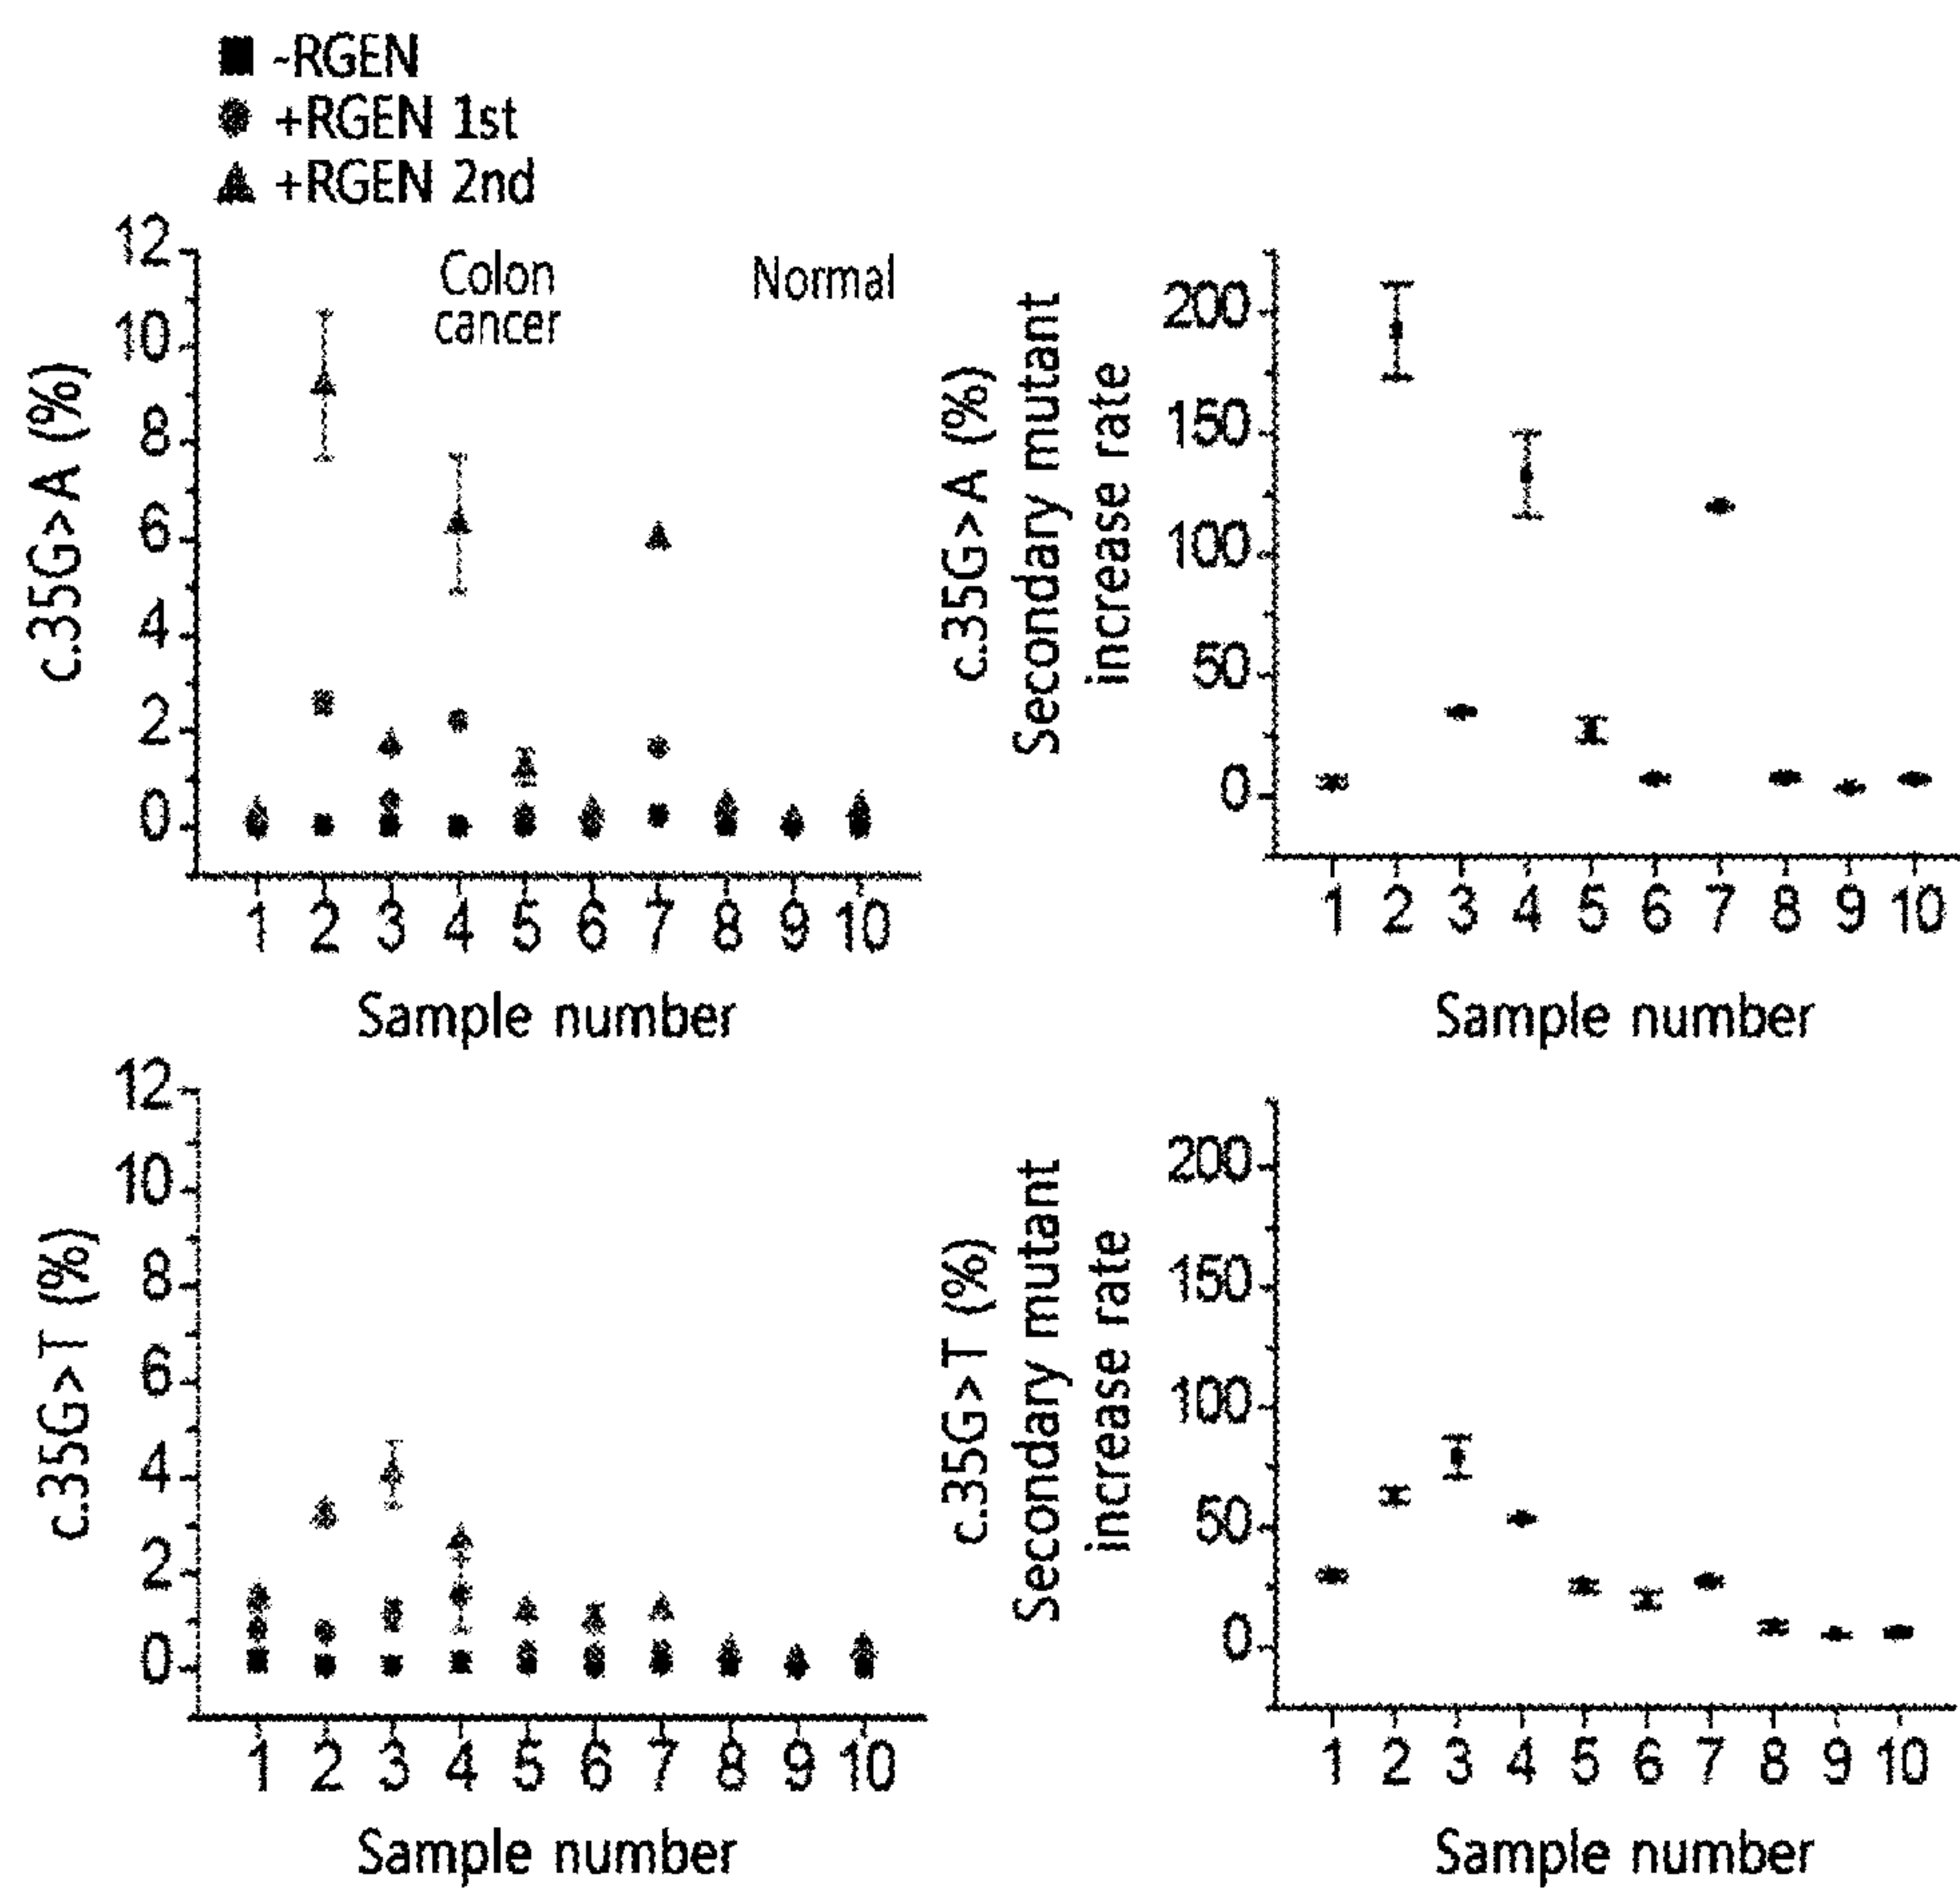 -RGEN
+RGEN 1st
+RGEN 2nd
12
10
8
6
4
2
0
c.35G>A (%)
Colon
cancer
Normal
1 2 3 4 5 6 7 8 9 10
Sample number
c.35G>A (%)
Secondary mutant
increase rate
200
150
100
50
0
1 2 3 4 5 6 7 8 9 10
Sample number
12
10
8
6
4
2
0
c.35G>T (%)
1 2 3 4 5 6 7 8 9 10
Sample number
c.35G>T (%)
Secondary mutant
increase rate
200
150
100
50
0
1 2 3 4 5 6 7 8 9 10
Sample number